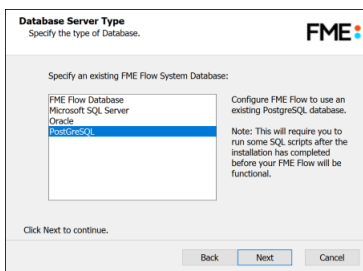 Database Server Type
Specify the type of Database.
FME
Specify an existing FME Flow System Database:
FME Flow Database
Microsoft SQL Server
Oracle
PostGreSQL
Configure FME Flow to use an
existing PostgreSQL database.
Note: This will require you to
run some SQL scripts after the
installation has completed
before your FME Flow will be
functional.
Click Next to continue.
Back
Next
Cancel